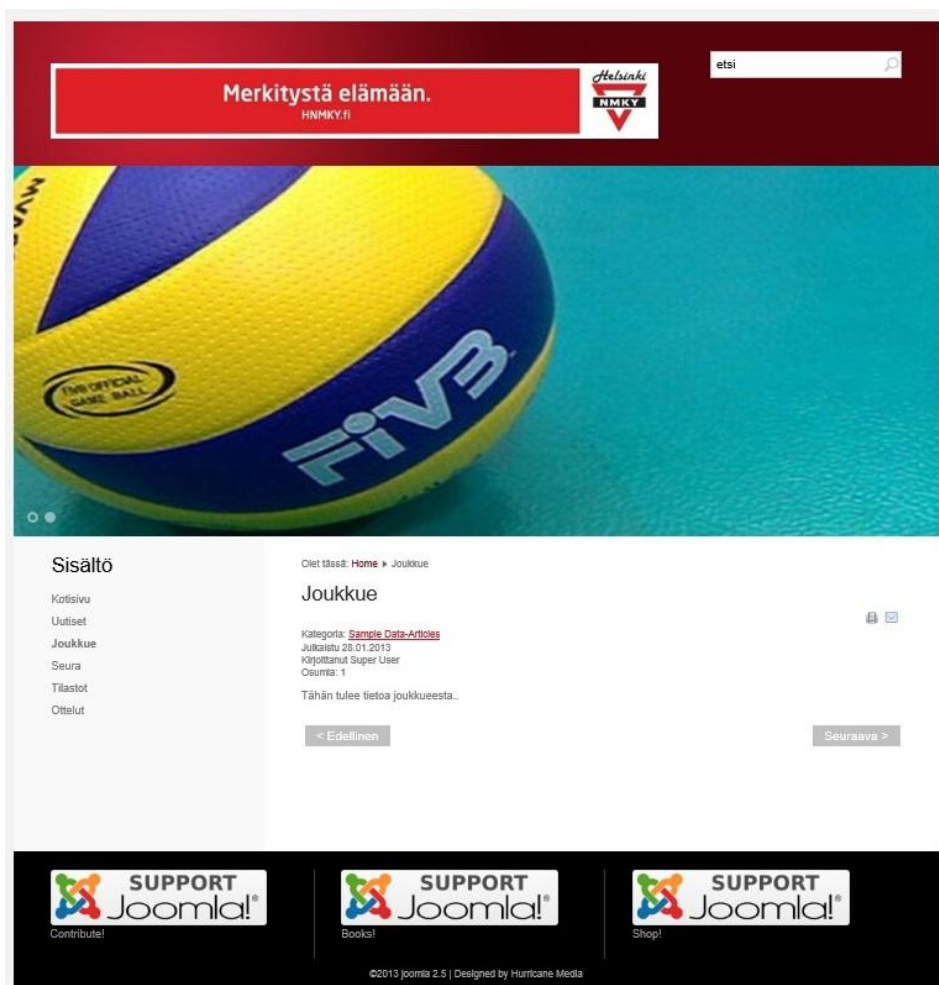 Merkitystä elämään.
HNMKY.fi
Helsinki
NMKY
etsi
MVA
FIVB OFFICIAL
GAME BALL
FiVB
Sisältö
Kotisivu
Uutiset
Joukkue
Seura
Tilastot
Ottelut
Olet tässä: Home Joukkue
Joukkue
Kategoria: Sample Data-Articles
Julkaistu 28.01.2013
Kirjoittanut Super User
Osumia: 1
Tähän tulee tietoa joukkueesta..
< Edellinen
Seuraava >
SUPPORT
Joomla!®
Contribute!
SUPPORT
Joomla!®
Books!
SUPPORT
Joomla!®
Shop!
©2013 joomla 2.5 | Designed by Hurricane Media